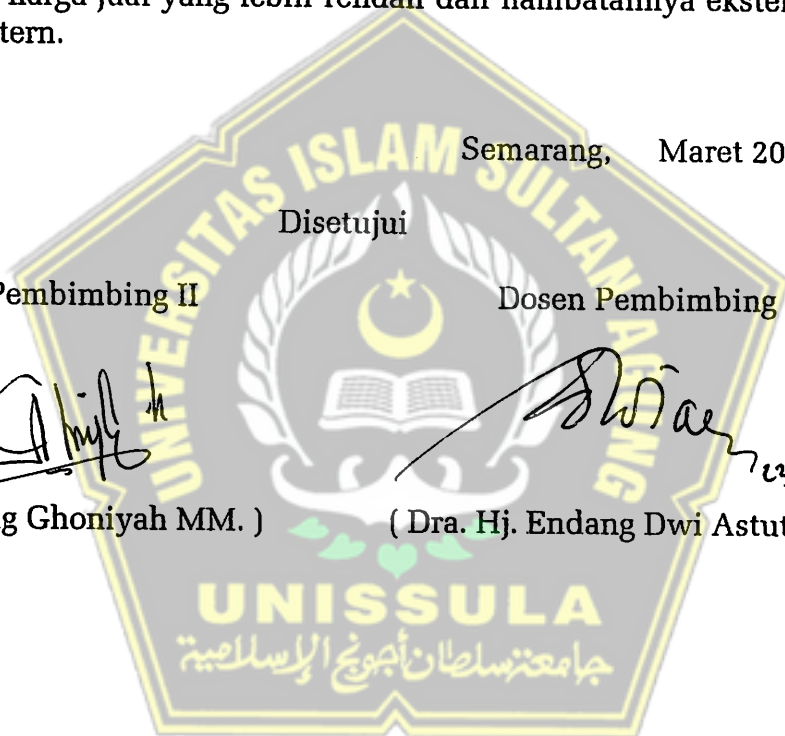 harga jual yang lebih rendah dan hambatannya ekster
tern.
Semarang, Maret 20
Disetujui
Pembimbing II Dosen Pembimbing
g Ghoniyah MM. ) ( Dra. Hj. Endang Dwi Astut
UNIVERSITAS ISLAM SULTAN AGUNG
UNISSULA
جامعة سلطان أجونج الإسلامية